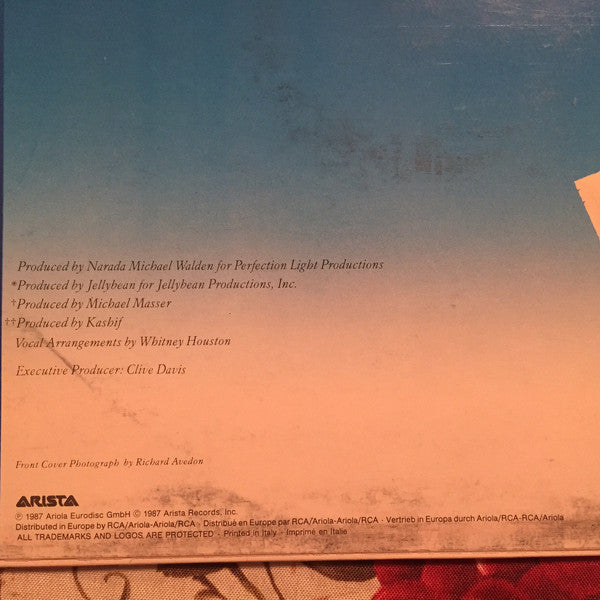 Produced by Narada Michael Walden for Perfection Light Productions
*Produced by Jellybean for Jellybean Productions, Inc.
†Produced by Michael Masser
††Produced by Kashif
Vocal Arrangements by Whitney Houston
Executive Producer: Clive Davis
Front Cover Photograph by Richard Avedon
ARISTA
℗ 1987 Ariola Eurodisc GmbH © 1987 Arista Records, Inc.
Distributed in Europe by RCA/Ariola-Ariola/RCA - Distribué en Europe par RCA/Ariola-Ariola/RCA - Vertrieb in Europa durch Ariola/RCA-RCA/Ariola
ALL TRADEMARKS AND LOGOS ARE PROTECTED - Printed in Italy - Imprimé en Italie